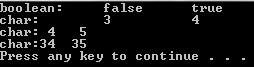 boolean:    false    true
char:       3        4
char: 4   5
char:34  35
Press any key to continue . . .